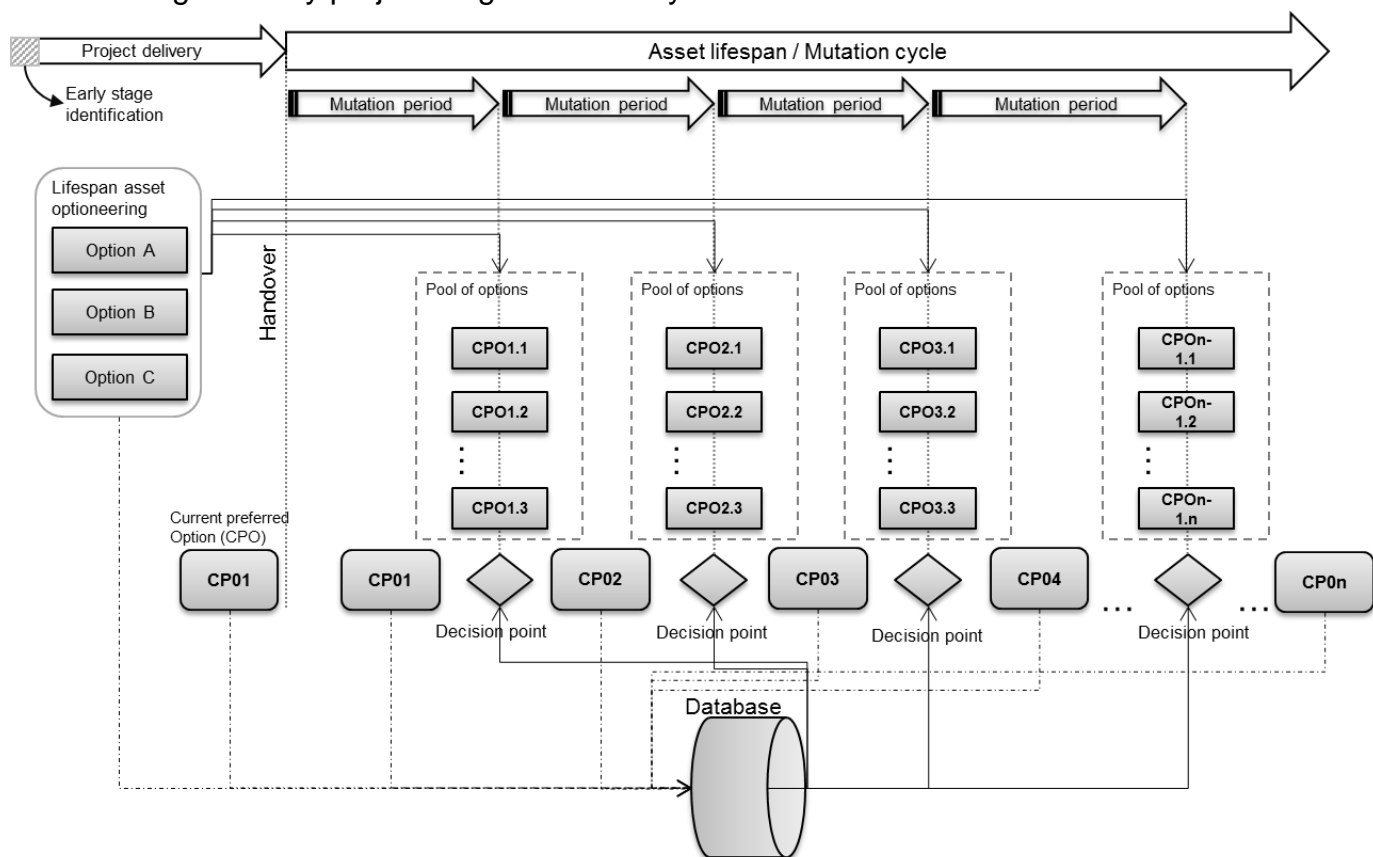 Project delivery
Asset lifespan / Mutation cycle
Early stage
identification
Mutation period
Mutation period
Mutation period
Mutation period
Lifespan asset
optioneering
Option A
Option B
Option C
Handover
Pool of options
Pool of options
Pool of options
Pool of options
CPO1.1
CPO2.1
CPO3.1
CPOn-
1.1
CPO1.2
CPO2.2
CPO3.2
CPOn-
1.2
CPO1.3
CPO2.3
CPO3.3
CPOn-
1.n
Current preferred
Option (CPO)
CP01
CP01
CP02
CP03
CP04
...
...
CP0n
Decision point
Decision point
Decision point
Decision point
Database